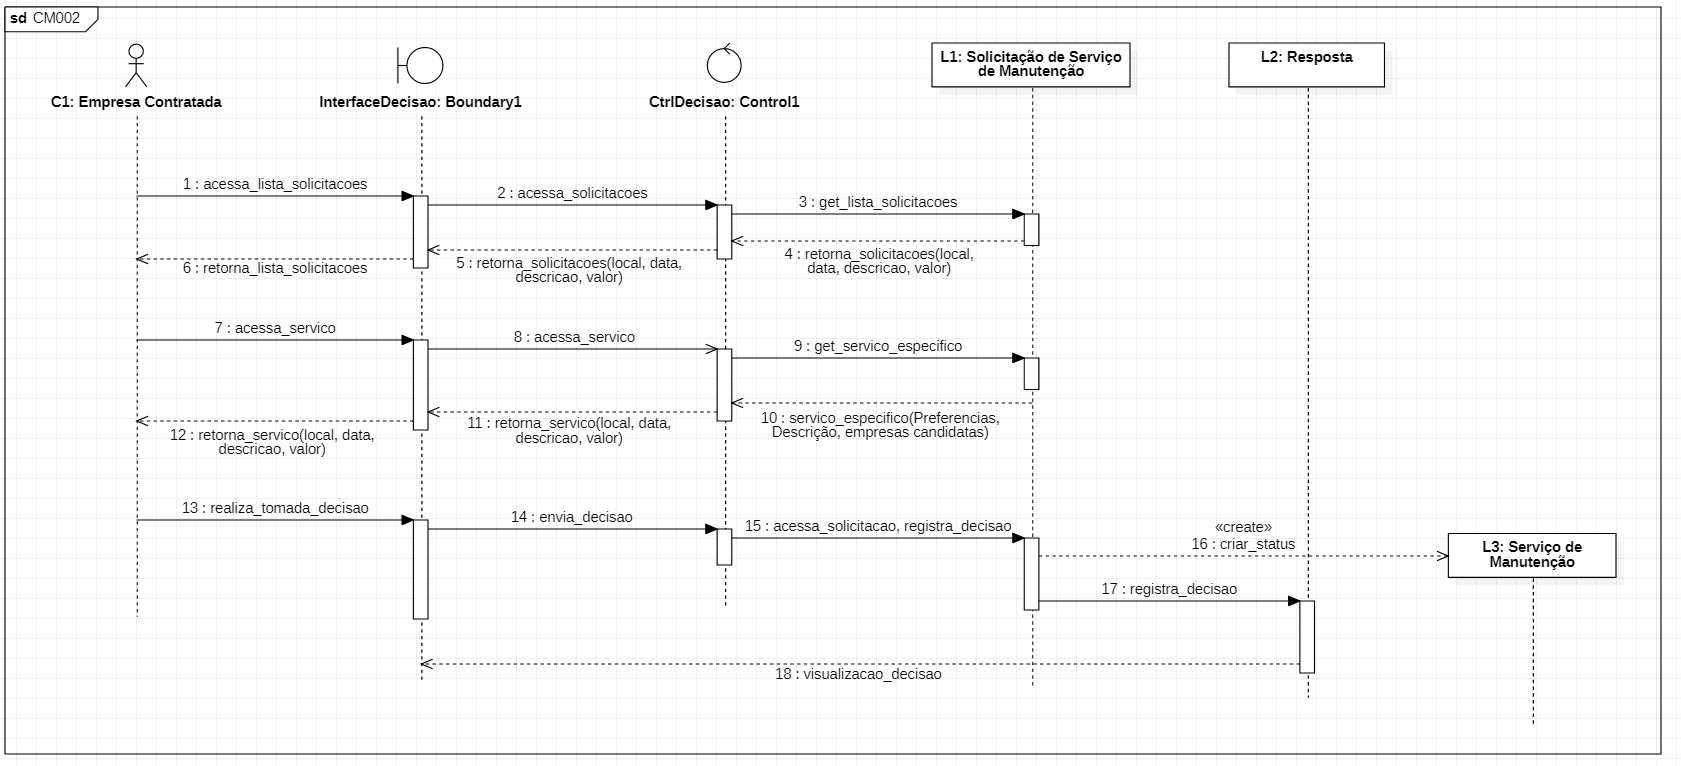 sd CM002
C1: Empresa Contratada
InterfaceDecisao: Boundary1
CtrlDecisao: Control1
L1: Solicitação de Serviço
de Manutenção
L2: Resposta
1 : acessa_lista_solicitacoes
2 : acessa_solicitacoes
3 : get_lista_solicitacoes
4 : retorna_solicitacoes(local,
data, descricao, valor)
5 : retorna_solicitacoes(local, data,
descricao, valor)
6 : retorna_lista_solicitacoes
7 : acessa_servico
8 : acessa_servico
9 : get_servico_especifico
10 : servico_especifico(Preferencias,
Descrição, empresas candidatas)
11 : retorna_servico(local, data,
descricao, valor)
12 : retorna_servico(local, data,
descricao, valor)
13 : realiza_tomada_decisao
14 : envia_decisao
15 : acessa_solicitacao, registra_decisao
«create»
16 : criar_status
L3: Serviço de
Manutenção
17 : registra_decisao
18 : visualizacao_decisao